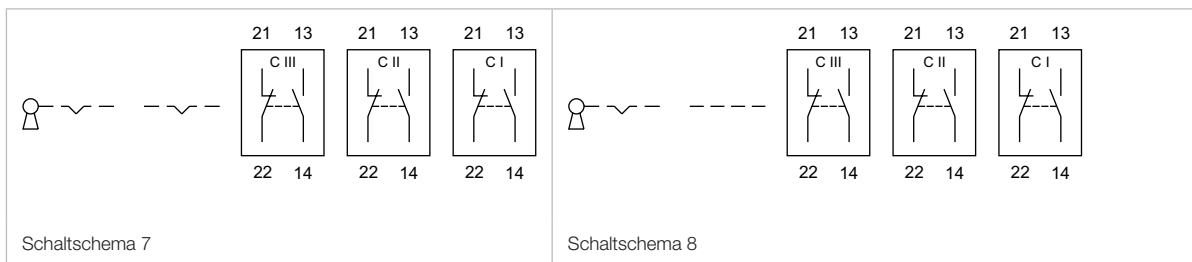 21 13 21 13 21 13
C III C II C I
22 14 22 14 22 14
Schaltschema 7
21 13 21 13 21 13
C III C II C I
22 14 22 14 22 14
Schaltschema 8